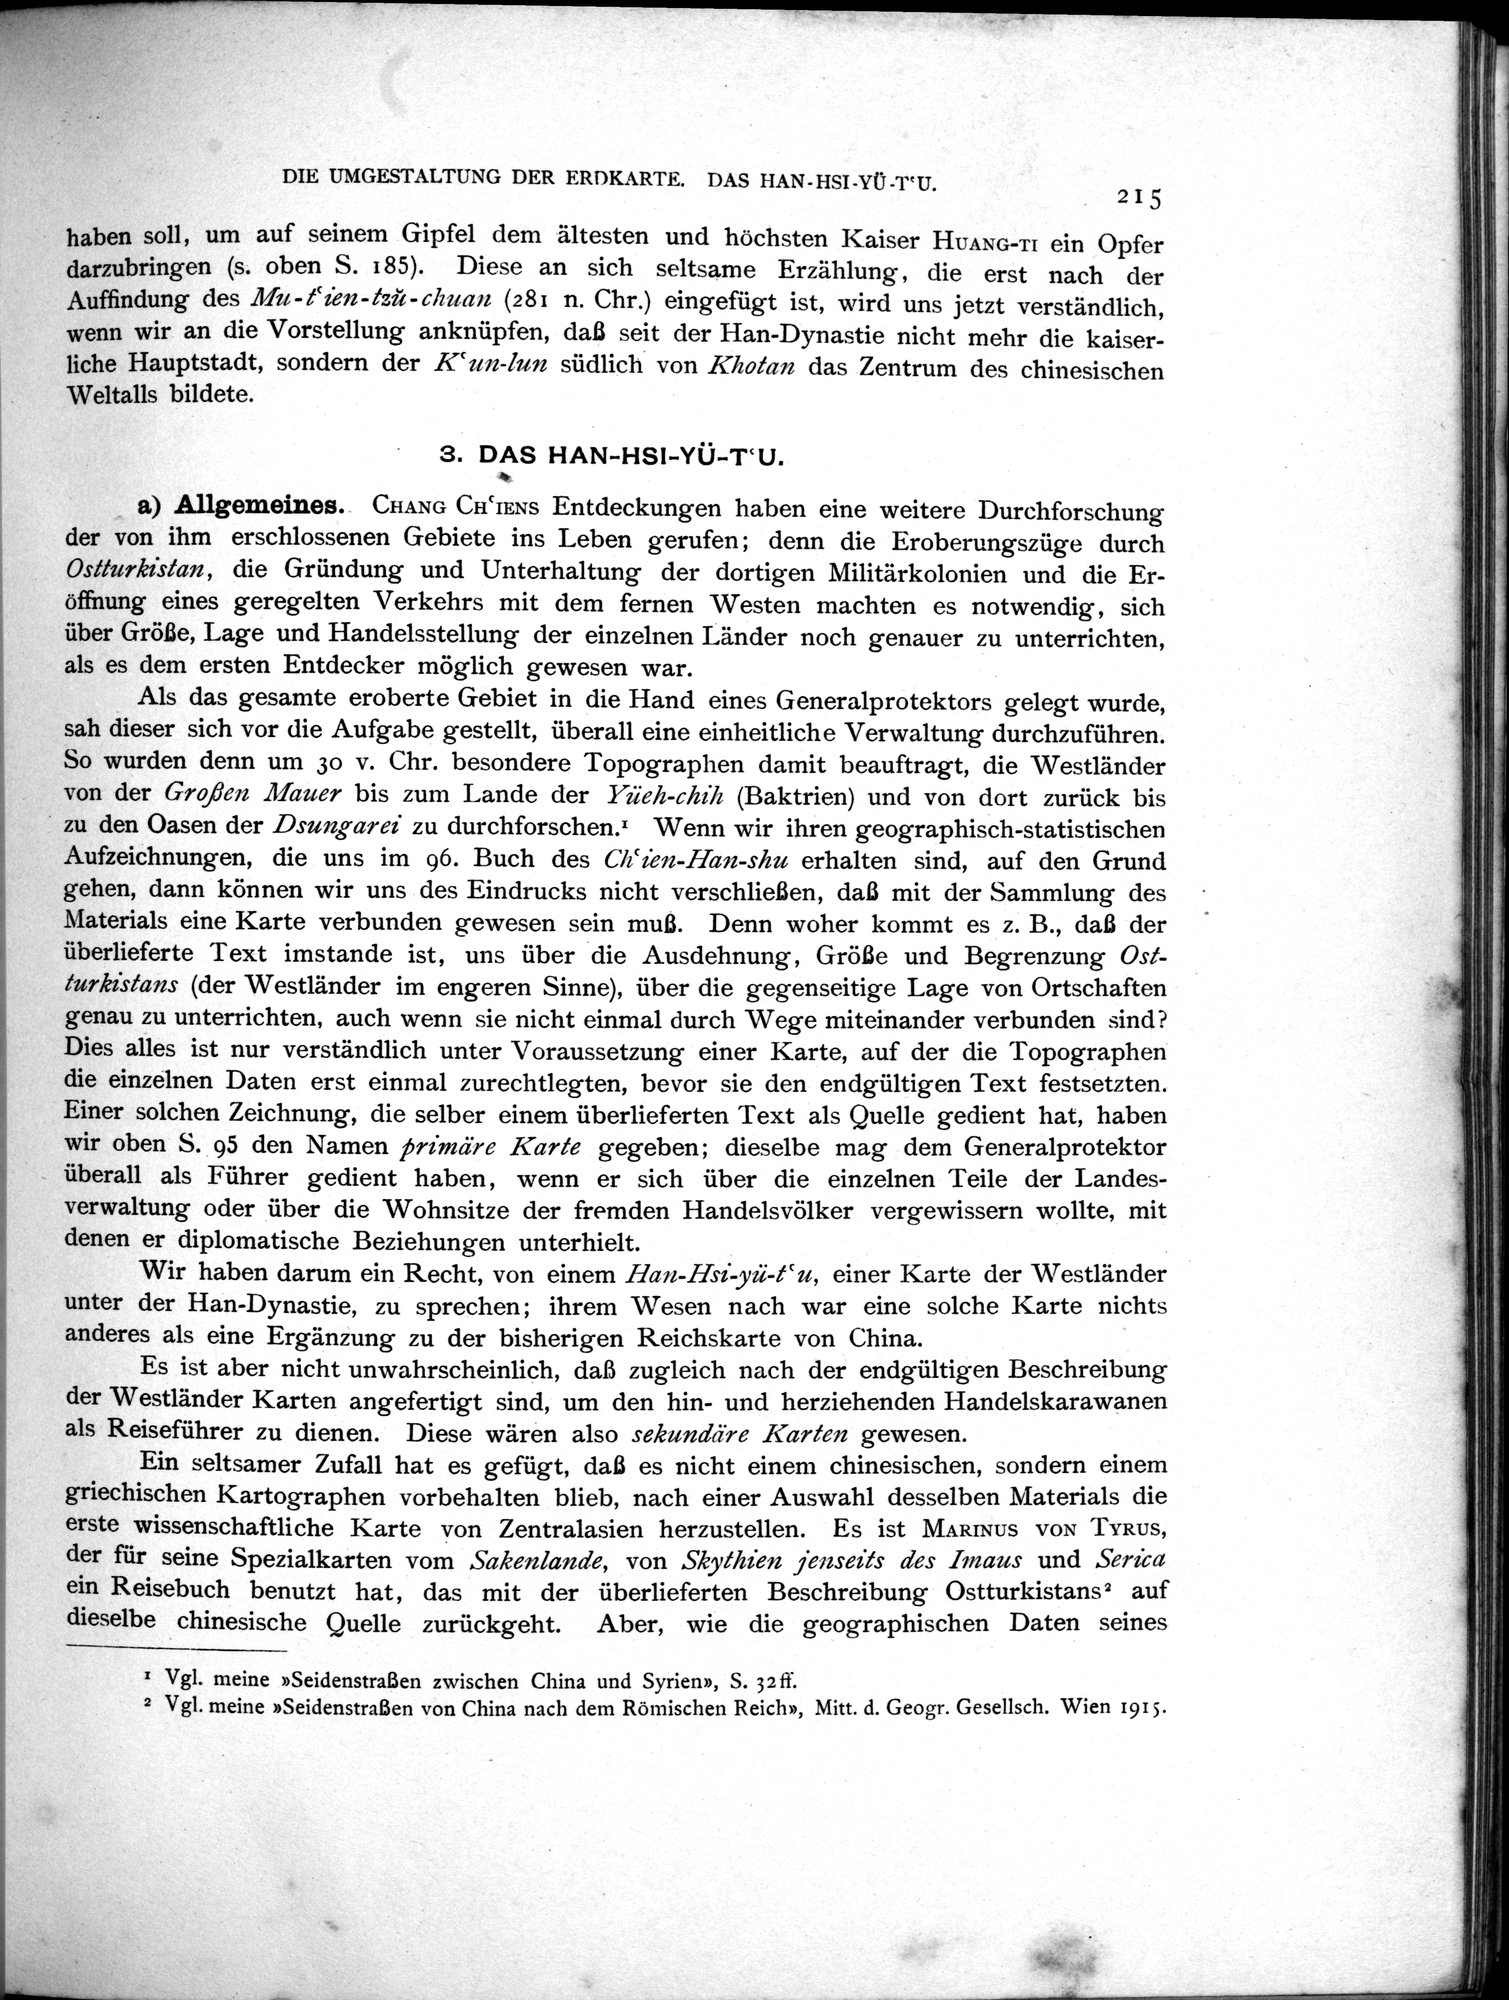 DIE UMGESTALTUNG DER ERDKARTE. DAS HAN-HSI-YÜ-TʿU.
215
haben soll, um auf seinem Gipfel dem ältesten und höchsten Kaiser HUANG-TI ein Opfer
darzubringen (s. oben S. 185). Diese an sich seltsame Erzählung, die erst nach der
Auffindung des Mu-tʿien-tzŭ-chuan (281 n. Chr.) eingefügt ist, wird uns jetzt verständlich,
wenn wir an die Vorstellung anknüpfen, daß seit der Han-Dynastie nicht mehr die kaiser-
liche Hauptstadt, sondern der Kʿun-lun südlich von Khotan das Zentrum des chinesischen
Weltalls bildete.
3. DAS HAN-HSI-YÜ-TʿU.
a) Allgemeines. CHANG CHʿIENS Entdeckungen haben eine weitere Durchforschung
der von ihm erschlossenen Gebiete ins Leben gerufen; denn die Eroberungszüge durch
Ostturkistan, die Gründung und Unterhaltung der dortigen Militärkolonien und die Er-
öffnung eines geregelten Verkehrs mit dem fernen Westen machten es notwendig, sich
über Größe, Lage und Handelsstellung der einzelnen Länder noch genauer zu unterrichten,
als es dem ersten Entdecker möglich gewesen war.
Als das gesamte eroberte Gebiet in die Hand eines Generalprotektors gelegt wurde,
sah dieser sich vor die Aufgabe gestellt, überall eine einheitliche Verwaltung durchzuführen.
So wurden denn um 30 v. Chr. besondere Topographen damit beauftragt, die Westländer
von der Großen Mauer bis zum Lande der Yüeh-chih (Baktrien) und von dort zurück bis
zu den Oasen der Dsungarei zu durchforschen.¹ Wenn wir ihren geographisch-statistischen
Aufzeichnungen, die uns im 96. Buch des Chʿien-Han-shu erhalten sind, auf den Grund
gehen, dann können wir uns des Eindrucks nicht verschließen, daß mit der Sammlung des
Materials eine Karte verbunden gewesen sein muß. Denn woher kommt es z. B., daß der
überlieferte Text imstande ist, uns über die Ausdehnung, Größe und Begrenzung Ost-
turkistans (der Westländer im engeren Sinne), über die gegenseitige Lage von Ortschaften
genau zu unterrichten, auch wenn sie nicht einmal durch Wege miteinander verbunden sind?
Dies alles ist nur verständlich unter Voraussetzung einer Karte, auf der die Topographen
die einzelnen Daten erst einmal zurechtlegten, bevor sie den endgültigen Text festsetzten.
Einer solchen Zeichnung, die selber einem überlieferten Text als Quelle gedient hat, haben
wir oben S. 95 den Namen primäre Karte gegeben; dieselbe mag dem Generalprotektor
überall als Führer gedient haben, wenn er sich über die einzelnen Teile der Landes-
verwaltung oder über die Wohnsitze der fremden Handelsvölker vergewissern wollte, mit
denen er diplomatische Beziehungen unterhielt.
Wir haben darum ein Recht, von einem Han-Hsi-yü-tʿu, einer Karte der Westländer
unter der Han-Dynastie, zu sprechen; ihrem Wesen nach war eine solche Karte nichts
anderes als eine Ergänzung zu der bisherigen Reichskarte von China.
Es ist aber nicht unwahrscheinlich, daß zugleich nach der endgültigen Beschreibung
der Westländer Karten angefertigt sind, um den hin- und herziehenden Handelskarawanen
als Reiseführer zu dienen. Diese wären also sekundäre Karten gewesen.
Ein seltsamer Zufall hat es gefügt, daß es nicht einem chinesischen, sondern einem
griechischen Kartographen vorbehalten blieb, nach einer Auswahl desselben Materials die
erste wissenschaftliche Karte von Zentralasien herzustellen. Es ist MARINUS VON TYRUS,
der für seine Spezialkarten vom Sakenlande, von Skythien jenseits des Imaus und Serica
ein Reisebuch benutzt hat, das mit der überlieferten Beschreibung Ostturkistans² auf
dieselbe chinesische Quelle zurückgeht. Aber, wie die geographischen Daten seines
¹ Vgl. meine »Seidenstraßen zwischen China und Syrien», S. 32ff.
² Vgl. meine »Seidenstraßen von China nach dem Römischen Reich», Mitt. d. Geogr. Gesellsch. Wien 1915.